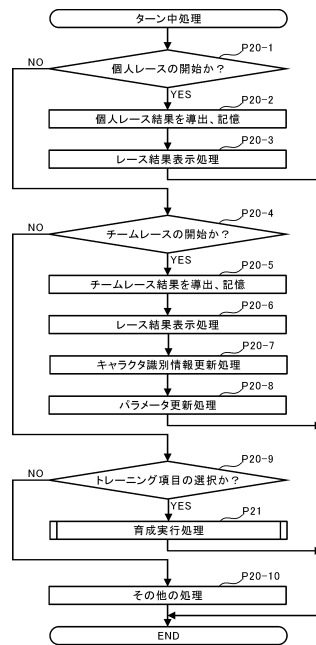 ターン中処理
P20-1
NO
個人レースの開始か？
YES
P20-2
個人レース結果を導出、記憶
P20-3
レース結果表示処理
P20-4
NO
チームレースの開始か？
YES
P20-5
チームレース結果を導出、記憶
P20-6
レース結果表示処理
P20-7
キャラクタ識別情報更新処理
P20-8
パラメータ更新処理
P20-9
NO
トレーニング項目の選択か？
YES
P21
育成実行処理
P20-10
その他の処理
END